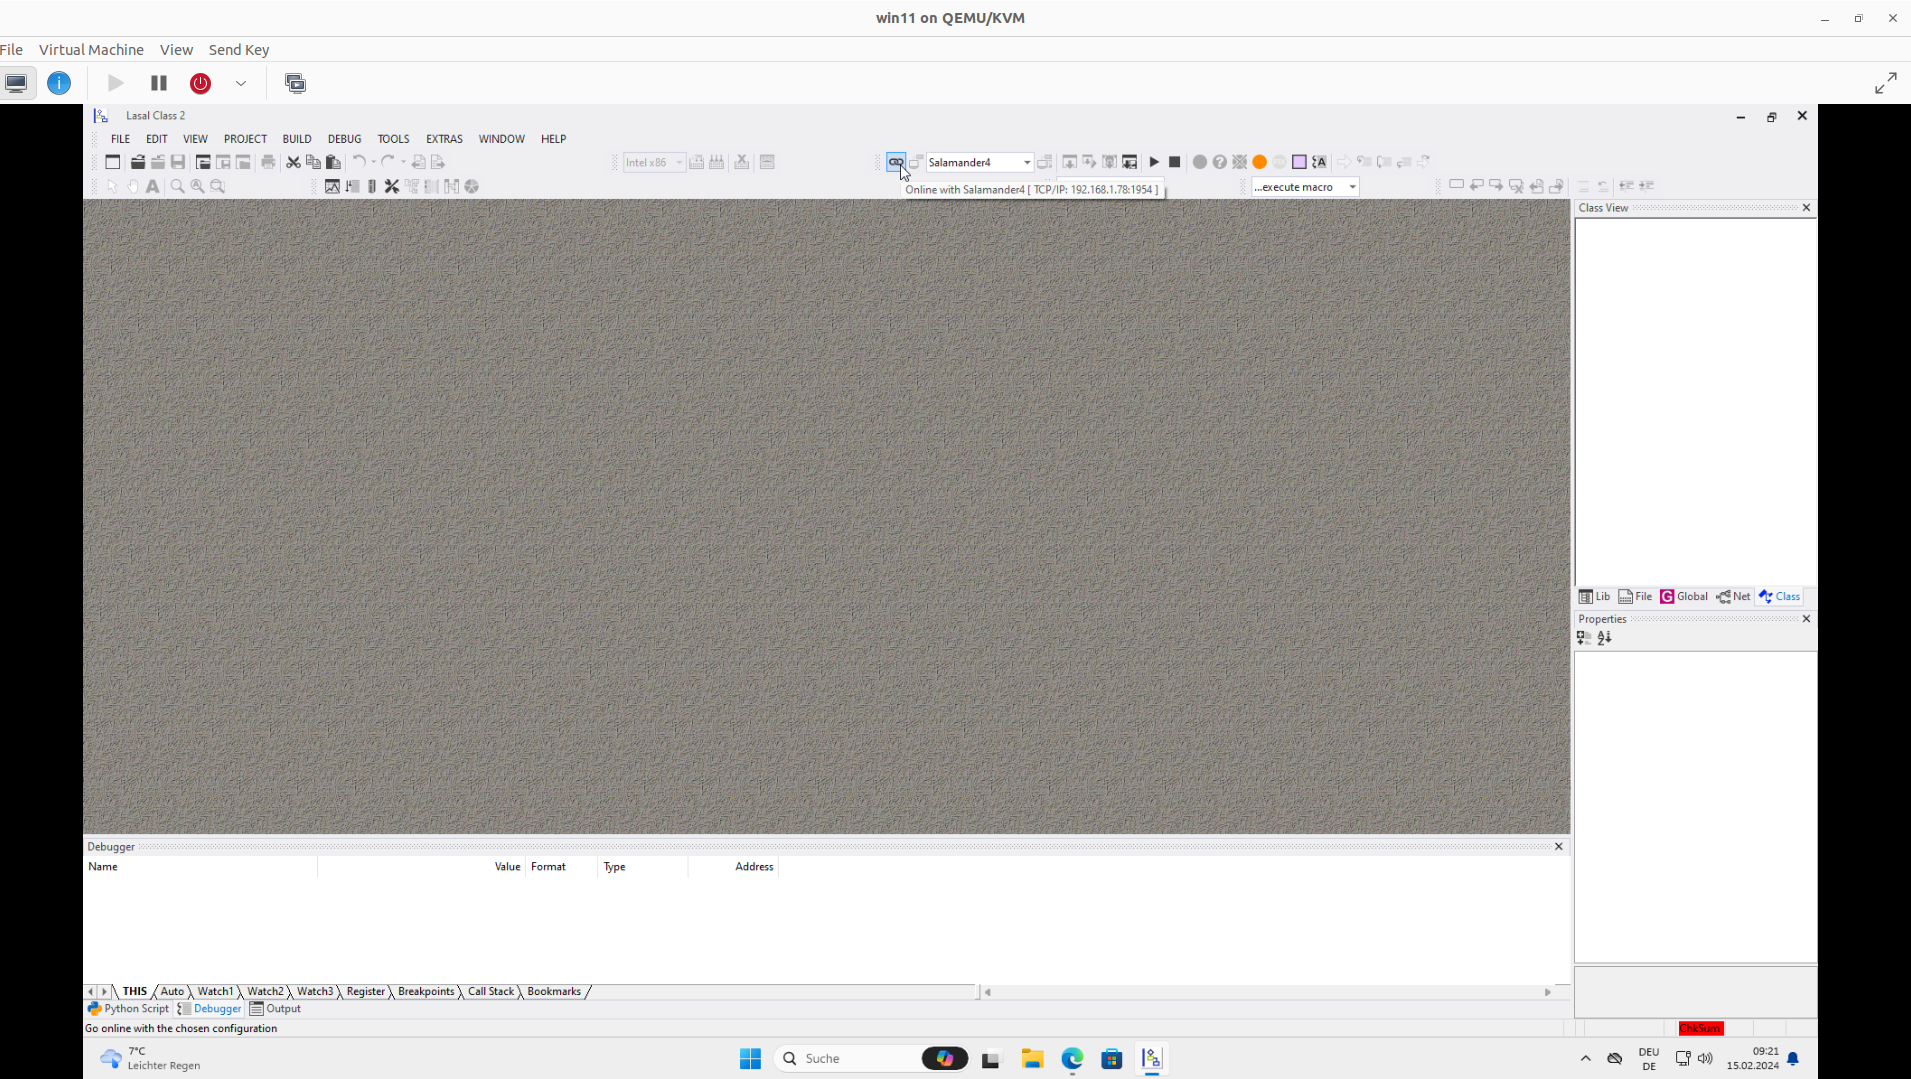 win11 on QEMU/KVM
File Virtual Machine View Send Key
Lasal Class 2
FILE EDIT VIEW PROJECT BUILD DEBUG TOOLS EXTRAS WINDOW HELP
Intel x86 Salamander4
Online with Salamander4 [ TCP/IP: 192.168.1.78:1954 ] ...execute macro
Class View
Lib File Global Net Class
Properties
Debugger
Name Value Format Type Address
THIS Auto Watch1 Watch2 Watch3 Register Breakpoints Call Stack Bookmarks
Python Script Debugger Output
Go online with the chosen configuration ChkSum
7°C
Leichter Regen
Suche
DEU
DE
09:21
15.02.2024